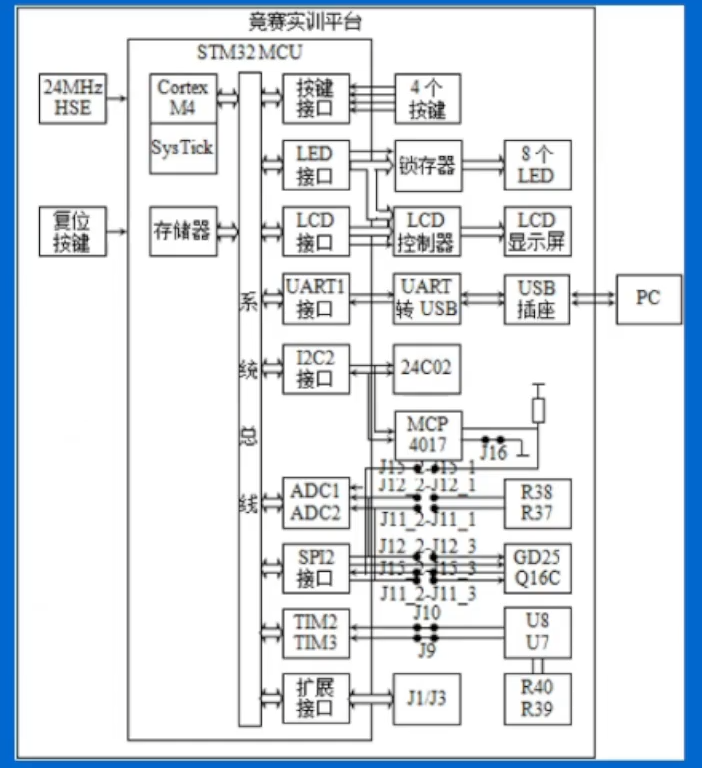 竞赛实训平台
STM32 MCU
24MHz
HSE
Cortex
M4
SysTick
按键
接口
4个
按键
LED
接口
锁存器
8个
LED
复位
按键
存储器
LCD
接口
LCD
控制器
LCD
显示屏
系
统
总
线
UART1
接口
UART
转 USB
USB
插座
PC
I2C2
接口
24C02
MCP
4017
J16
J15_2-J15_1
J12_2-J12_1
ADC1
ADC2
J11_2-J11_1
R38
R37
J12_2-J12_3
SPI2
接口
J15_2-J15_3
J11_2-J11_3
GD25
Q16C
J10
TIM2
TIM3
J9
U8
U7
扩展
接口
J1/J3
R40
R39